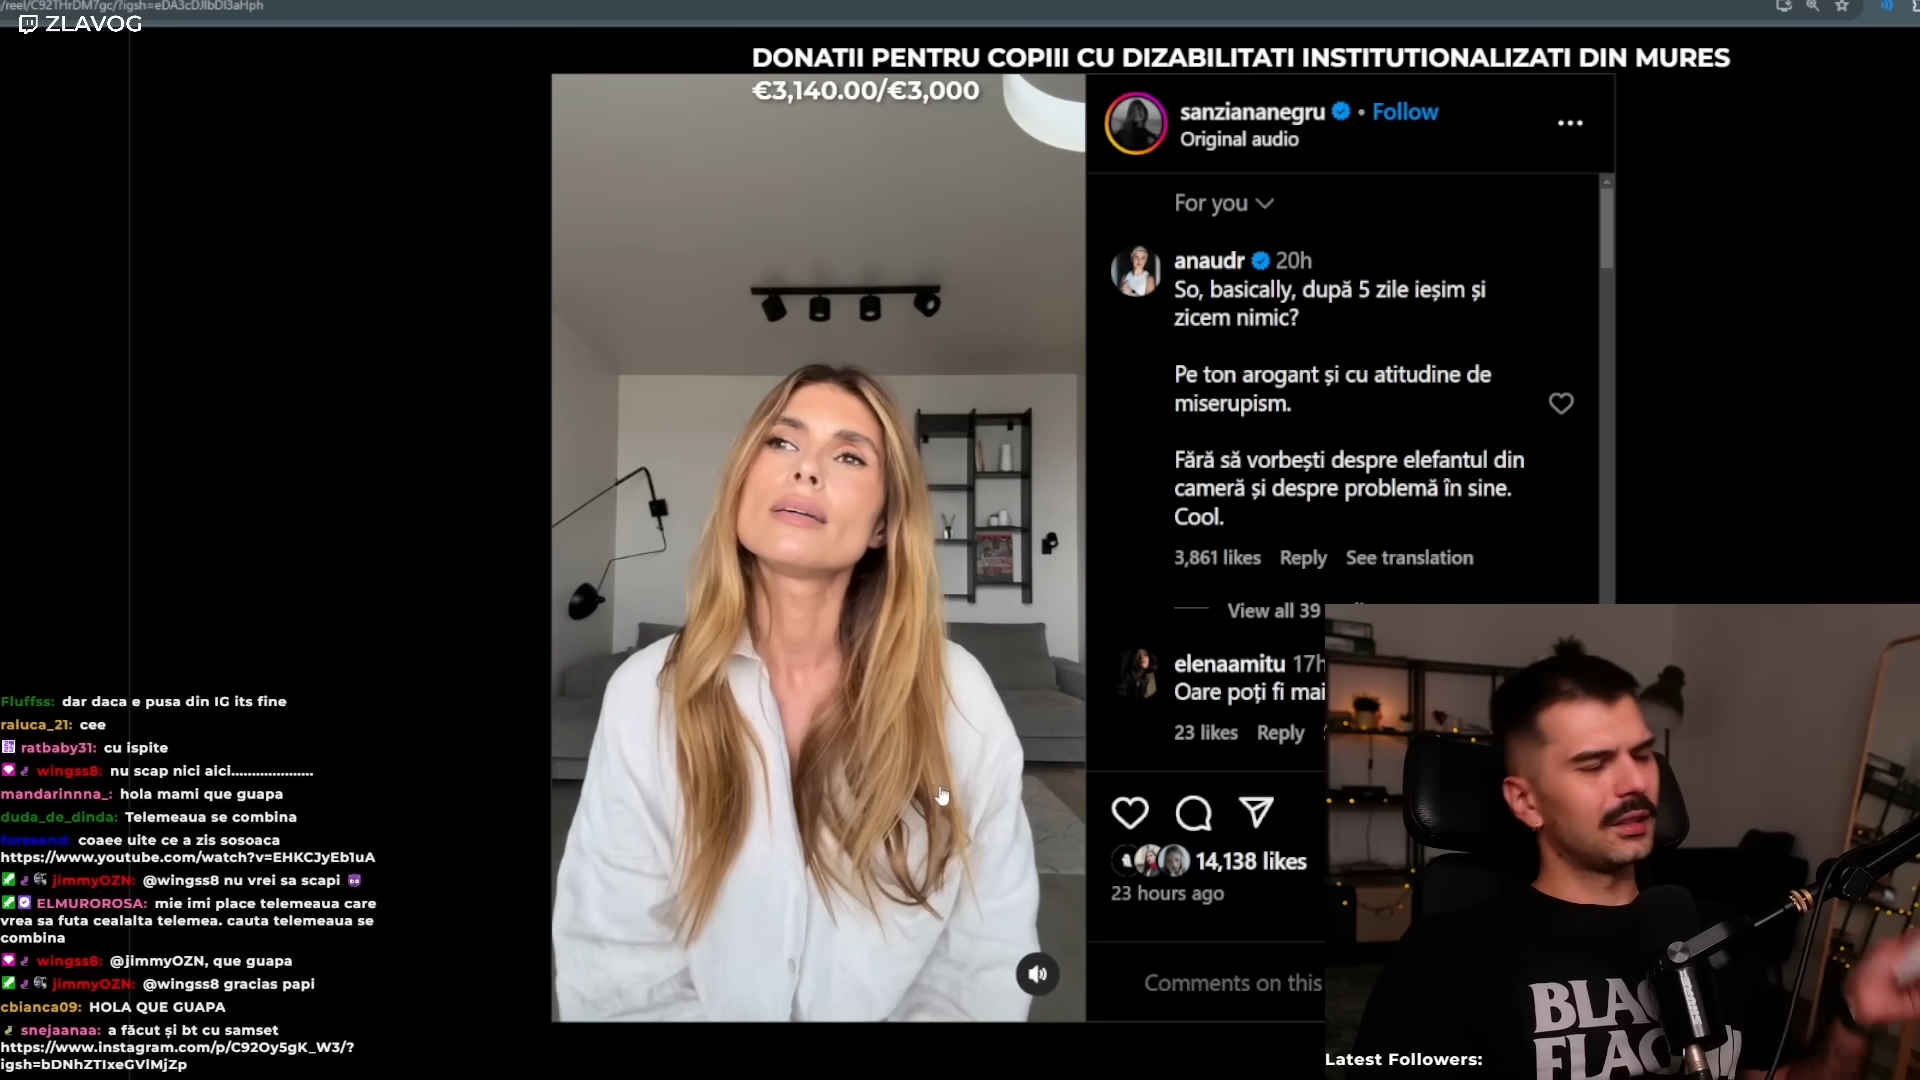 /reel/C92THrDM7gc/?igsh=eDA3cDJlbDl3aHph
ZLAVOG
DONATII PENTRU COPIII CU DIZABILITATI INSTITUTIONALIZATI DIN MURES
€3,140.00/€3,000
sanziananegru • Follow
Original audio
For you
anaudr 20h
So, basically, după 5 zile ieșim și
zicem nimic?
Pe ton arogant și cu atitudine de
miserupism.
Fără să vorbești despre elefantul din
cameră și despre problemă în sine.
Cool.
3,861 likes Reply See translation
View all 39
elenaamitu 17h
Oare poți fi mai
23 likes Reply
14,138 likes
23 hours ago
Comments on this
Fluffss: dar daca e pusa din IG its fine
raluca_21: cee
ratbaby31: cu ispite
wingss8: nu scap nici aici....................
mandarinnna_: hola mami que guapa
duda_de_dinda: Telemeaua se combina
forseend: coaee uite ce a zis sosoaca
https://www.youtube.com/watch?v=EHKCJyEb1uA
jimmyOZN: @wingss8 nu vrei sa scapi
ELMUROROSA: mie imi place telemeaua care
vrea sa futa cealalta telemea. cauta telemeaua se
combina
wingss8: @jimmyOZN, que guapa
jimmyOZN: @wingss8 gracias papi
cbianca09: HOLA QUE GUAPA
snejaanaa: a făcut și bt cu samset
https://www.instagram.com/p/C92Oy5gK_W3/?
igsh=bDNhZTIxeGVlMjZp
BLAC
FLAG
Latest Followers: